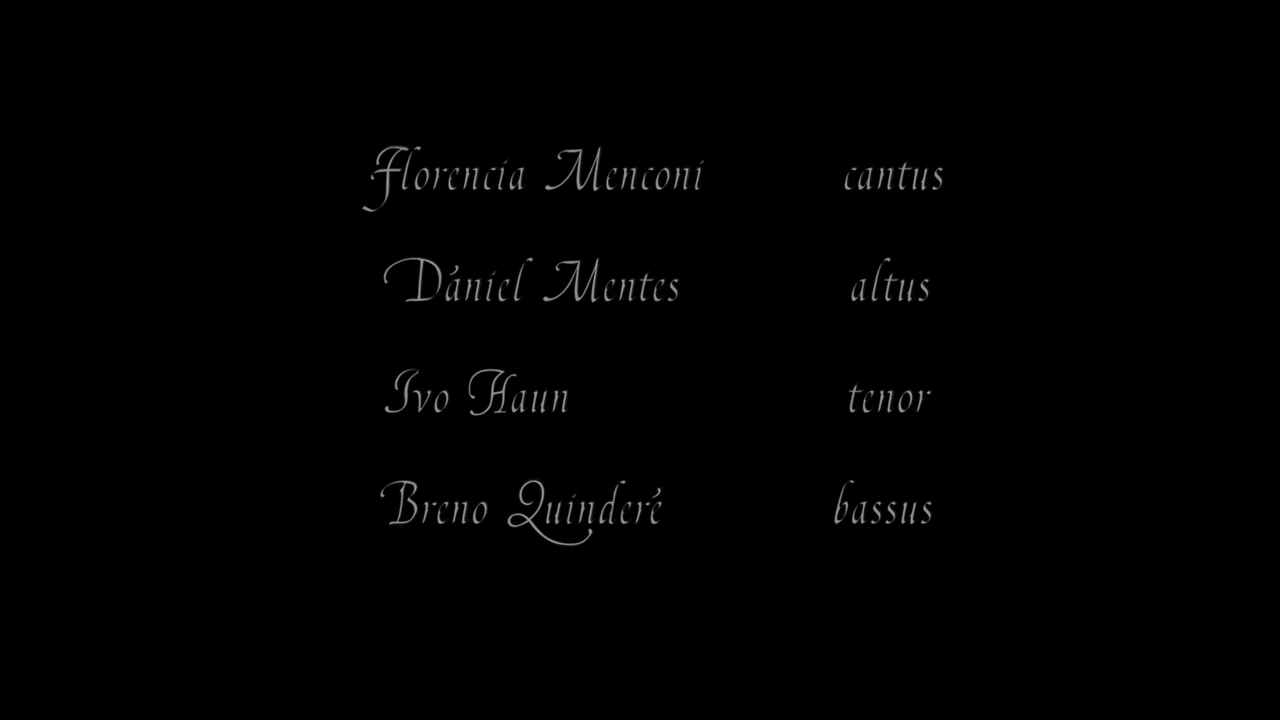 Florencia Menconi cantus
Dániel Mentes altus
Ivo Haun tenor
Breno Quinderé bassus